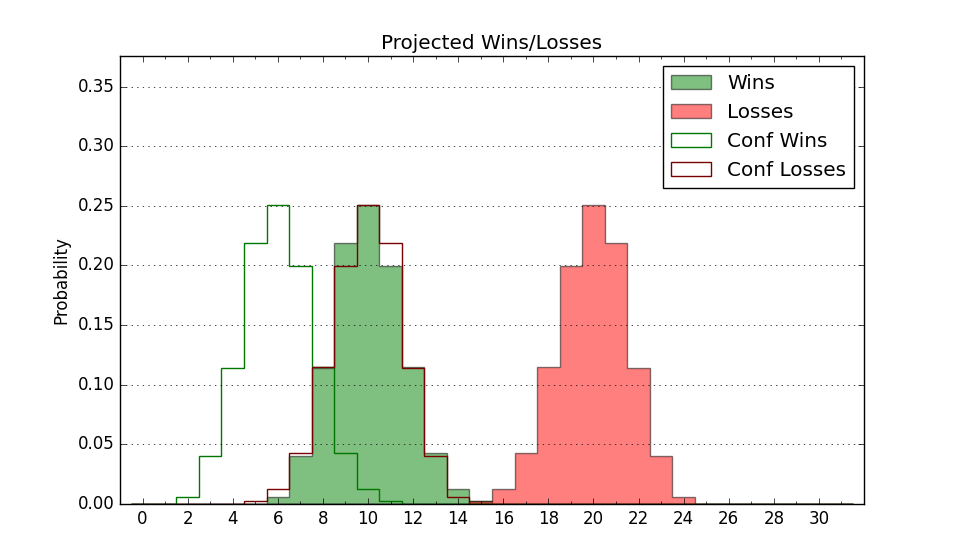 Projected Wins/Losses
Wins
Losses
Conf Wins
Conf Losses
Probability
0.35
0.30
0.25
0.20
0.15
0.10
0.05
0.00
0 2 4 6 8 10 12 14 16 18 20 22 24 26 28 30